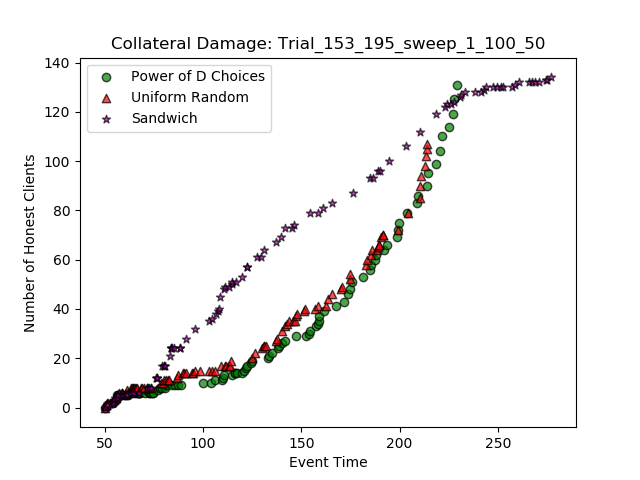 Collateral Damage: Trial_153_195_sweep_1_100_50
140
120
100
80
60
40
20
0
Number of Honest Clients
Power of D Choices
Uniform Random
Sandwich
50
100
150
200
250
Event Time